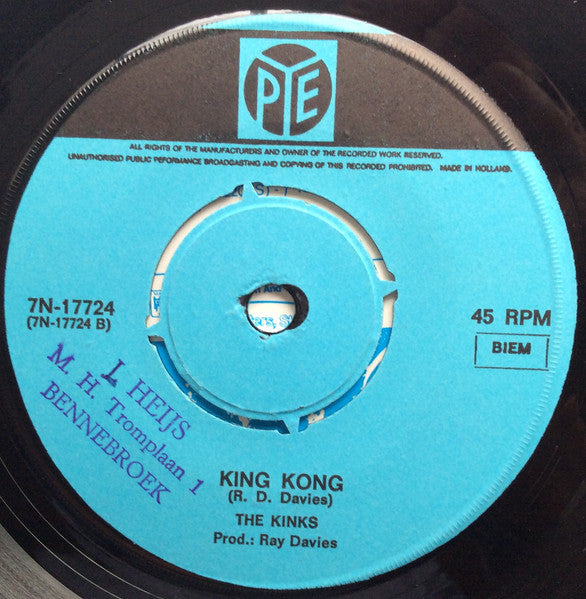 PYE
ALL RIGHTS OF THE MANUFACTURERS AND OWNER OF THE RECORDED WORK RESERVED.
UNAUTHORISED PUBLIC PEFORMANCE BROADCASTING AND COPYING OF THIS RECORDED PROHIBITED. MADE IN HOLLAND.
7N-17724
(7N-17724 B)
45 RPM
BIEM
L HEIJS
M. H. Tromplaan 1
BENNEBROEK
KING KONG
(R. D. Davies)
THE KINKS
Prod.: Ray Davies